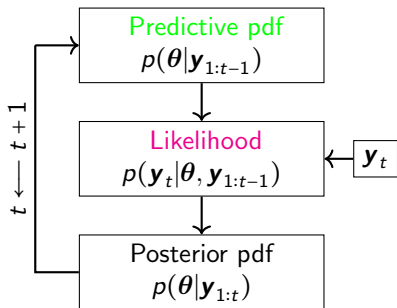 Predictive pdf
p(θ|y₁:ₜ₋₁)
Likelihood
p(yₜ|θ, y₁:ₜ₋₁)
yₜ
Posterior pdf
p(θ|y₁:ₜ)
t ← t + 1